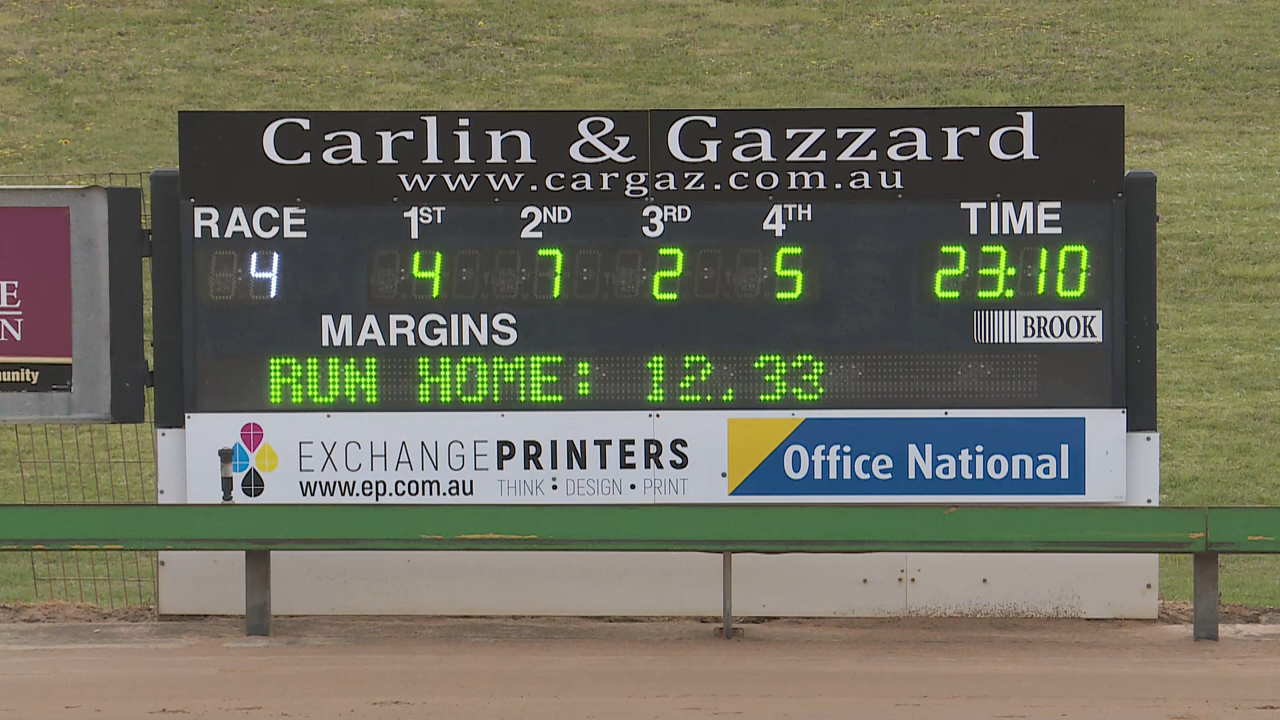 Carlin & Gazzard
www.cargaz.com.au
RACE 1ST 2ND 3RD 4TH TIME
4 4 7 2 5 23:10
MARGINS BROOK
RUN HOME: 12.33
EXCHANGEPRINTERS
www.ep.com.au THINK • DESIGN • PRINT
Office National
E
N
unity